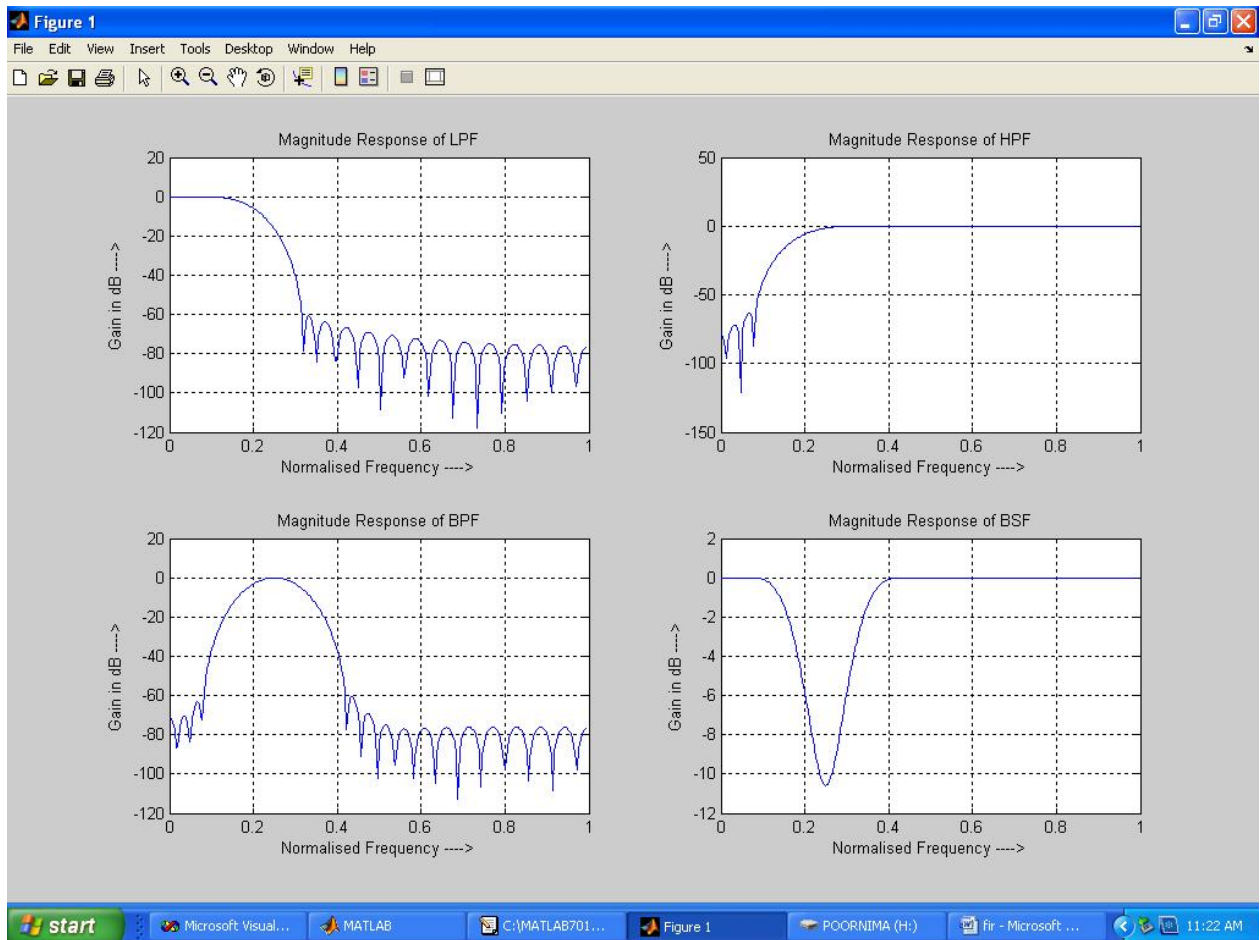 Figure 1
File Edit View Insert Tools Desktop Window Help
Magnitude Response of LPF
20
0
-20
-40
-60
-80
-100
-120
0 0.2 0.4 0.6 0.8 1
Gain in dB ---->
Normalised Frequency ---->
Magnitude Response of HPF
50
0
-50
-100
-150
0 0.2 0.4 0.6 0.8 1
Gain in dB ---->
Normalised Frequency ---->
Magnitude Response of BPF
20
0
-20
-40
-60
-80
-100
-120
0 0.2 0.4 0.6 0.8 1
Gain in dB ---->
Normalised Frequency ---->
Magnitude Response of BSF
2
0
-2
-4
-6
-8
-10
-12
0 0.2 0.4 0.6 0.8 1
Gain in dB ---->
Normalised Frequency ---->
start Microsoft Visual... MATLAB C:\MATLAB701... Figure 1 POORNIMA (H:) fir - Microsoft ... 11:22 AM